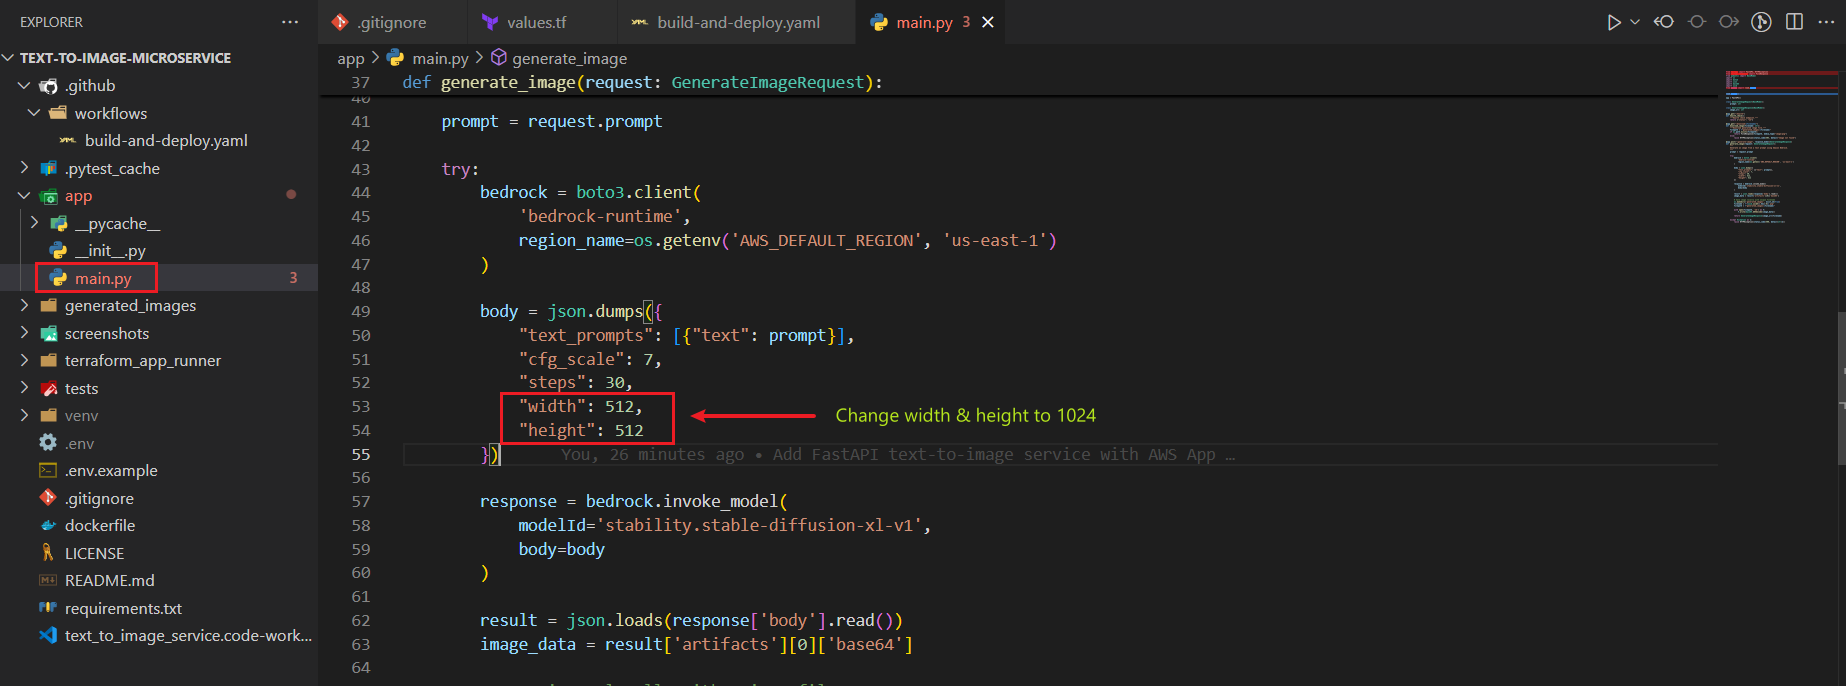 EXPLORER
TEXT-TO-IMAGE-MICROSERVICE
.github
workflows
build-and-deploy.yaml
.pytest_cache
app
__pycache__
__init__.py
main.py 3
generated_images
screenshots
terraform_app_runner
tests
venv
.env
.env.example
.gitignore
dockerfile
LICENSE
README.md
requirements.txt
text_to_image_service.code-work...
.gitignore
values.tf
build-and-deploy.yaml
main.py 3
app > main.py > generate_image
37 def generate_image(request: GenerateImageRequest):
40
41 prompt = request.prompt
42
43 try:
44 bedrock = boto3.client(
45 'bedrock-runtime',
46 region_name=os.getenv('AWS_DEFAULT_REGION', 'us-east-1')
47 )
48
49 body = json.dumps({
50 "text_prompts": [{"text": prompt}],
51 "cfg_scale": 7,
52 "steps": 30,
53 "width": 512,
54 "height": 512
Change width & height to 1024
55 }) You, 26 minutes ago • Add FastAPI text-to-image service with AWS App …
56
57 response = bedrock.invoke_model(
58 modelId='stability.stable-diffusion-xl-v1',
59 body=body
60 )
61
62 result = json.loads(response['body'].read())
63 image_data = result['artifacts'][0]['base64']
64